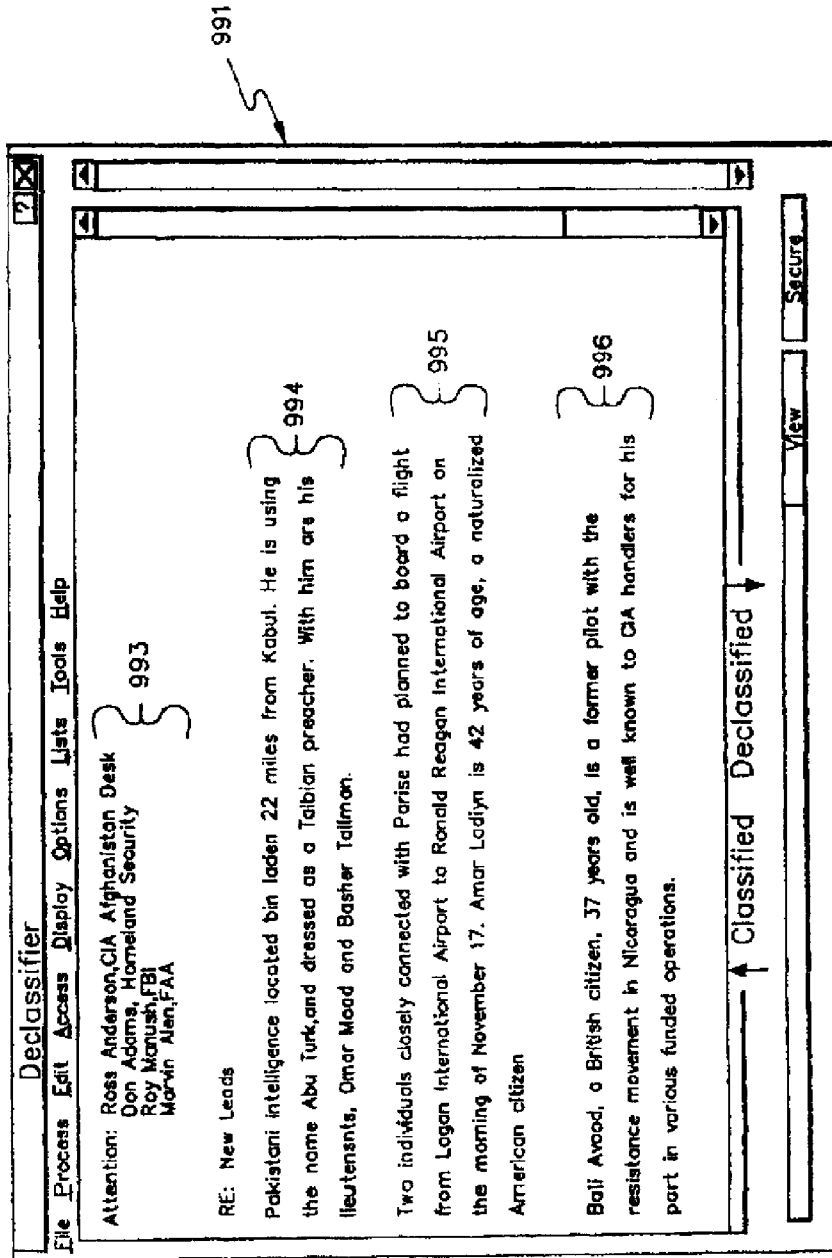 Declassifier
? X
File Process Edit Access Display Options Lists Tools Help
Attention: Ross Anderson,CIA Afghanistan Desk
Don Adams, Homeland Security
Roy Manush,FBI
Marvin Alen,FAA
993
RE: New Leads
Pakistani intelligence located bin laden 22 miles from Kabul. He is using
the name Abu Turk,and dressed as a Talbian preacher. With him are his
lieutensnts, Omar Maad and Basher Tallman.
994
Two individuals closely connected with Parise had planned to board a flight
from Logan International Airport to Ronald Reagan International Airport on
the morning of November 17. Amar Ladiyn is 42 years of age, a naturalized
American citizen
995
Bali Avood, a British citizen, 37 years old, is a former pilot with the
resistance movement in Nicaragua and is well known to CIA handlers for his
part in various funded operations.
996
Classified Declassified
View Secure
991